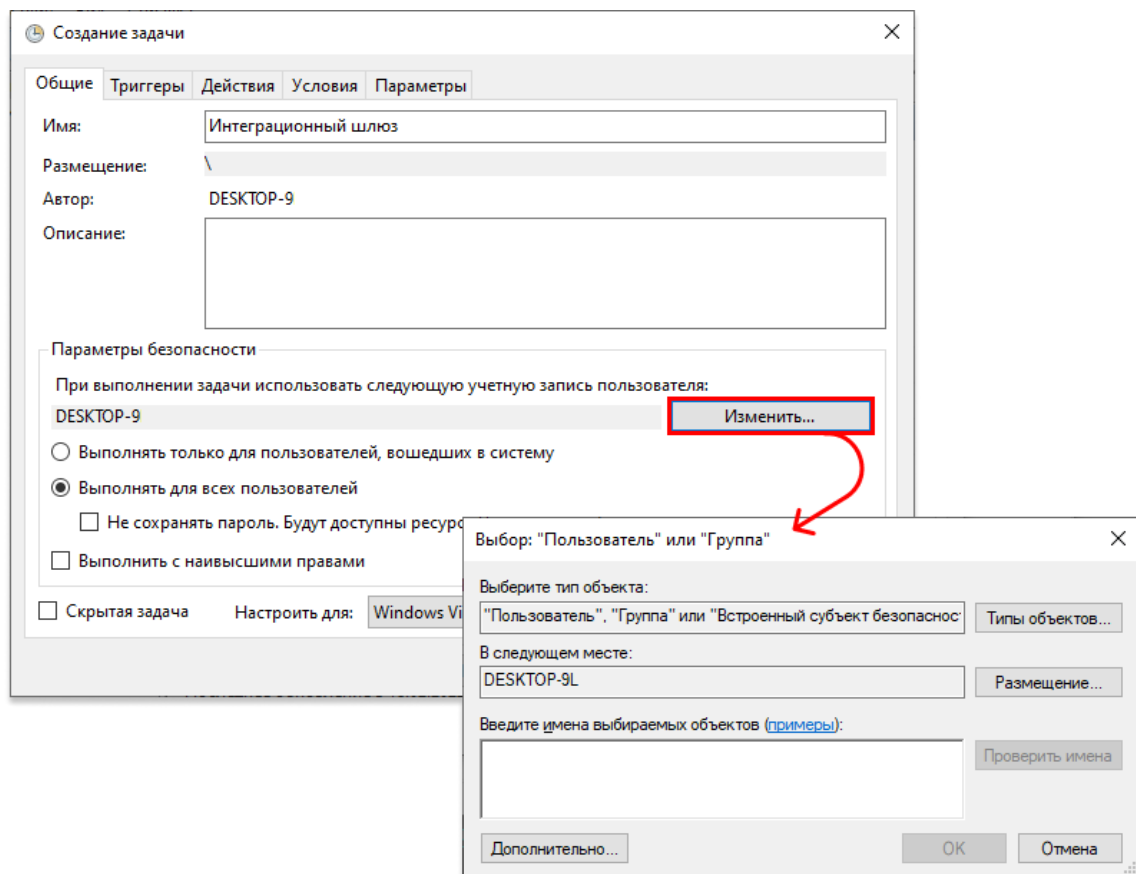 Создание задачи
Общие Триггеры Действия Условия Параметры
Имя: Интеграционный шлюз
Размещение: \
Автор: DESKTOP-9
Описание:
Параметры безопасности
При выполнении задачи использовать следующую учетную запись пользователя:
DESKTOP-9 Изменить...
Выполнять только для пользователей, вошедших в систему
Выполнять для всех пользователей
Не сохранять пароль. Будут доступны ресурс
Выполнить с наивысшими правами
Скрытая задача Настроить для: Windows Vi
Выбор: "Пользователь" или "Группа"
Выберите тип объекта:
"Пользователь", "Группа" или "Встроенный субъект безопаснос Типы объектов...
В следующем месте:
DESKTOP-9L Размещение...
Введите имена выбираемых объектов (примеры):
Проверить имена
Дополнительно... ОК Отмена